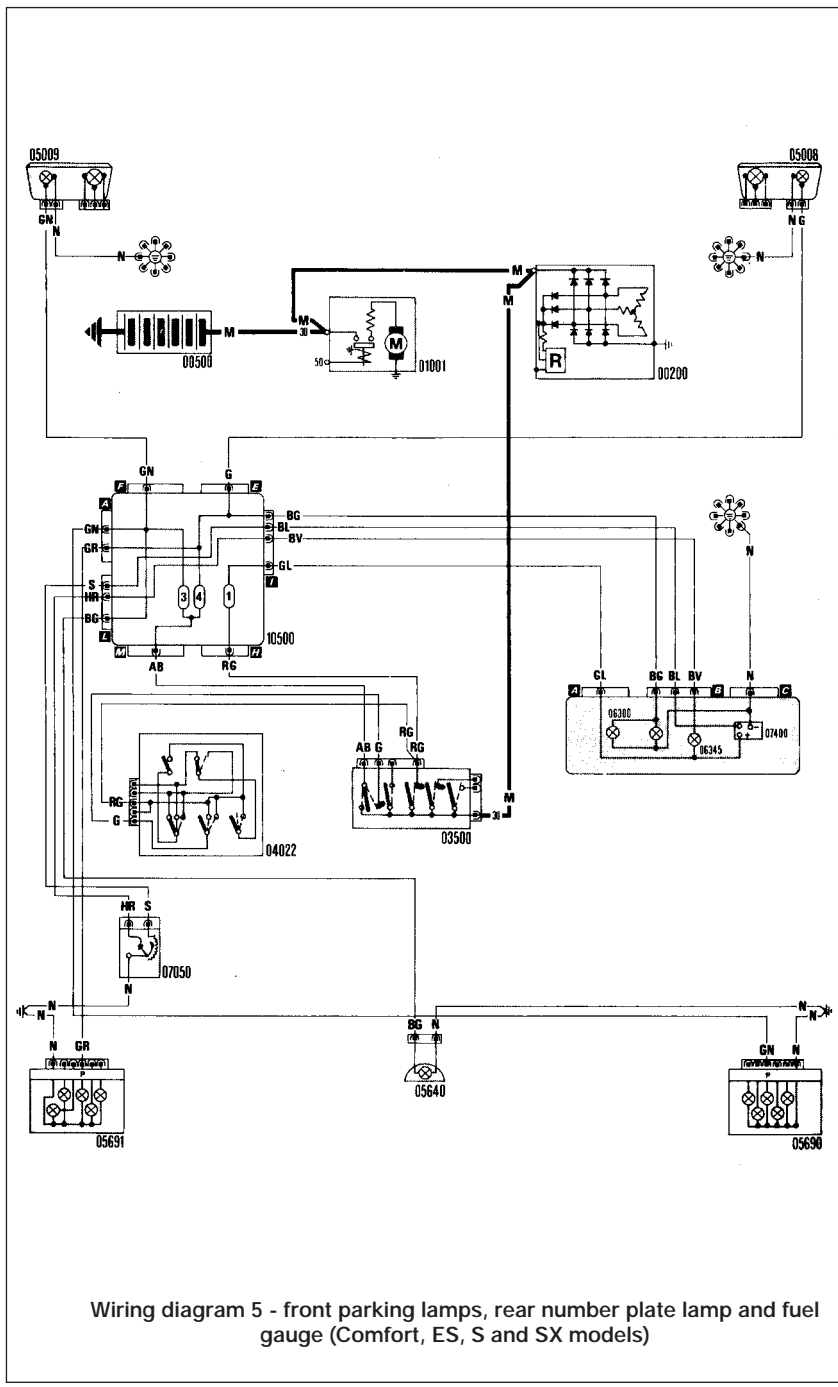 05009
05008
GN
N
N G
N
N
M
M
M
M
30
M
50
00500
01001
R
00200
GN
G
F
E
A
GN
BG
BL
BV
GR
GL
I
S
HR
3
4
1
BG
L
10500
M
H
AB
RG
N
GL
BG
BL
BV
N
A
B
C
06300
07400
06345
RG
AB G
RG
RG
G
04022
30
M
03500
HR
S
07050
N
N
N
N
N
N
GR
BG
N
GN
N
P
P
05640
05691
05690
Wiring diagram 5 - front parking lamps, rear number plate lamp and fuel
gauge (Comfort, ES, S and SX models)